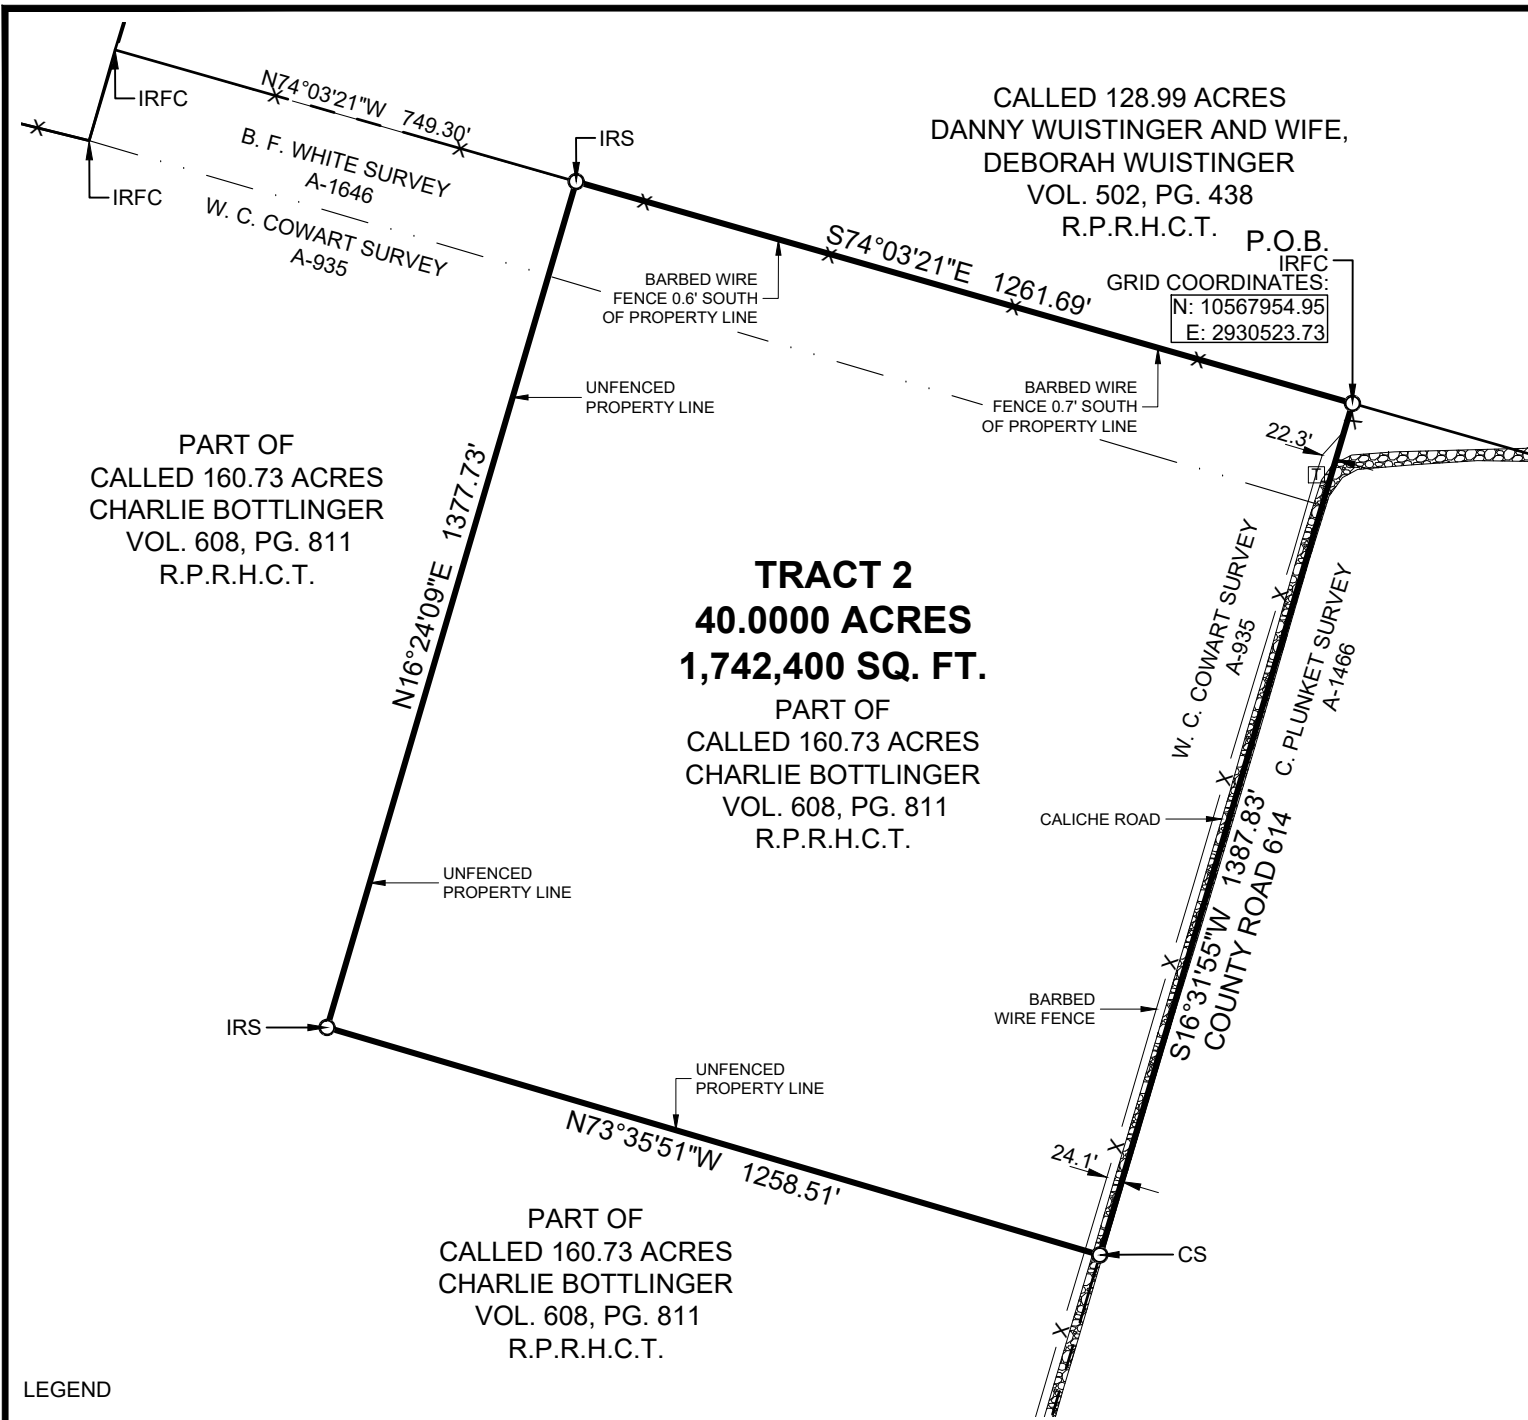 IRFC
N74°03'21"W 749.30'
IRFC
B. F. WHITE SURVEY
A-1646
W. C. COWART SURVEY
A-935
IRS
CALLED 128.99 ACRES
DANNY WUISTINGER AND WIFE,
DEBORAH WUISTINGER
VOL. 502, PG. 438
R.P.R.H.C.T.
P.O.B.
IRFC
GRID COORDINATES:
N: 10567954.95
E: 2930523.73
S74°03'21"E 1261.69'
BARBED WIRE
FENCE 0.6' SOUTH
OF PROPERTY LINE
BARBED WIRE
FENCE 0.7' SOUTH
OF PROPERTY LINE
22.3'
T
UNFENCED
PROPERTY LINE
PART OF
CALLED 160.73 ACRES
CHARLIE BOTTLINGER
VOL. 608, PG. 811
R.P.R.H.C.T.
N16°24'09"E 1377.73'
TRACT 2
40.0000 ACRES
1,742,400 SQ. FT.
PART OF
CALLED 160.73 ACRES
CHARLIE BOTTLINGER
VOL. 608, PG. 811
R.P.R.H.C.T.
W. C. COWART SURVEY
A-935
C. PLUNKET SURVEY
A-1466
CALICHE ROAD
S16°31'55"W 1387.83'
COUNTY ROAD 614
UNFENCED
PROPERTY LINE
BARBED
WIRE FENCE
IRS
UNFENCED
PROPERTY LINE
N73°35'51"W 1258.51'
24.1'
CS
PART OF
CALLED 160.73 ACRES
CHARLIE BOTTLINGER
VOL. 608, PG. 811
R.P.R.H.C.T.
LEGEND